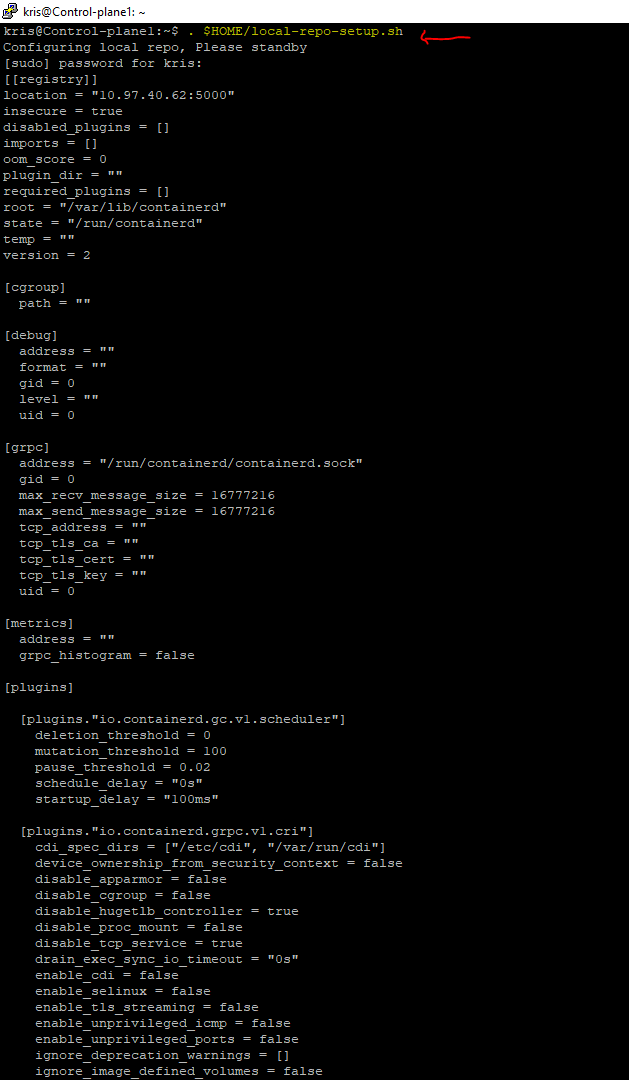 kris@Control-plane1: ~
kris@Control-plane1:~$ . $HOME/local-repo-setup.sh
Configuring local repo, Please standby
[sudo] password for kris:
[[registry]]
location = "10.97.40.62:5000"
insecure = true
disabled_plugins = []
imports = []
oom_score = 0
plugin_dir = ""
required_plugins = []
root = "/var/lib/containerd"
state = "/run/containerd"
temp = ""
version = 2

[cgroup]
  path = ""

[debug]
  address = ""
  format = ""
  gid = 0
  level = ""
  uid = 0

[grpc]
  address = "/run/containerd/containerd.sock"
  gid = 0
  max_recv_message_size = 16777216
  max_send_message_size = 16777216
  tcp_address = ""
  tcp_tls_ca = ""
  tcp_tls_cert = ""
  tcp_tls_key = ""
  uid = 0

[metrics]
  address = ""
  grpc_histogram = false

[plugins]

  [plugins."io.containerd.gc.v1.scheduler"]
    deletion_threshold = 0
    mutation_threshold = 100
    pause_threshold = 0.02
    schedule_delay = "0s"
    startup_delay = "100ms"

  [plugins."io.containerd.grpc.v1.cri"]
    cdi_spec_dirs = ["/etc/cdi", "/var/run/cdi"]
    device_ownership_from_security_context = false
    disable_apparmor = false
    disable_cgroup = false
    disable_hugetlb_controller = true
    disable_proc_mount = false
    disable_tcp_service = true
    drain_exec_sync_io_timeout = "0s"
    enable_cdi = false
    enable_selinux = false
    enable_tls_streaming = false
    enable_unprivileged_icmp = false
    enable_unprivileged_ports = false
    ignore_deprecation_warnings = []
    ignore_image_defined_volumes = false